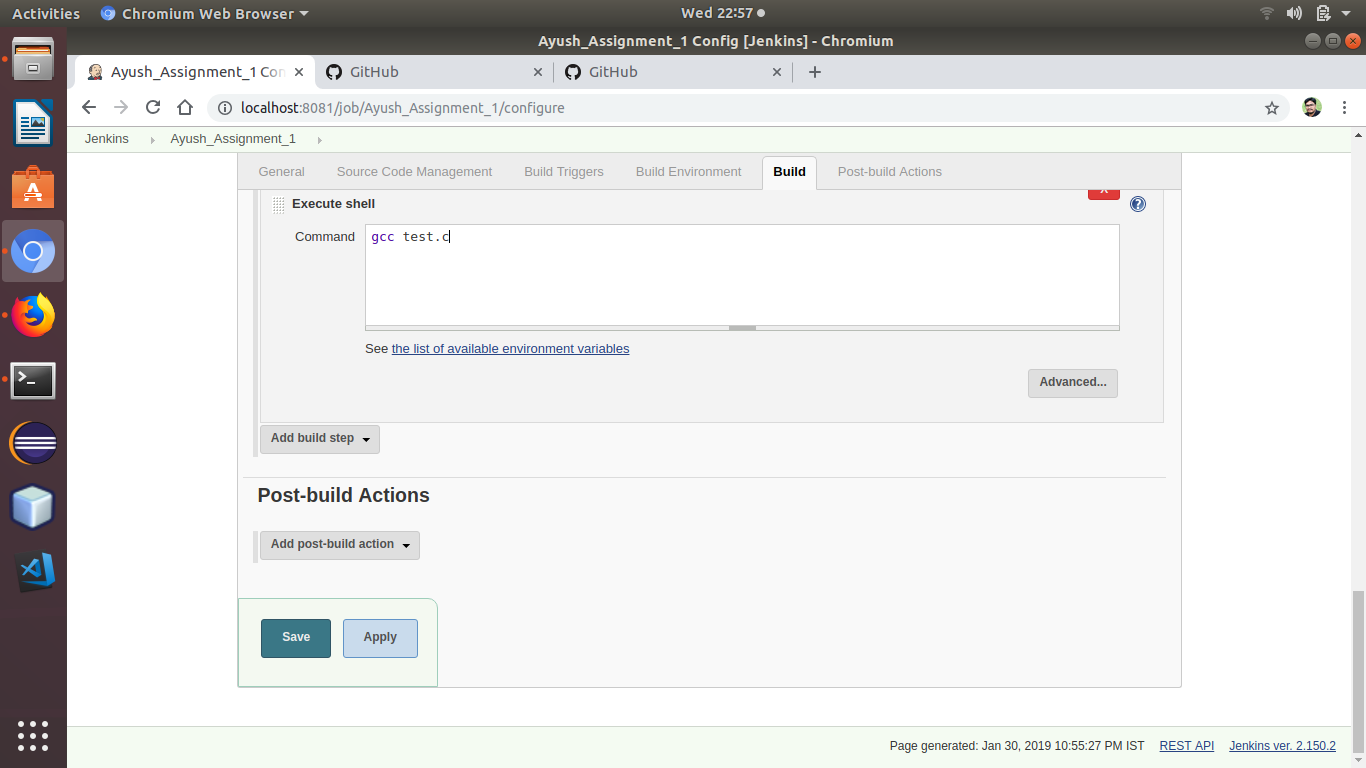 Activities Chromium Web Browser Wed 22:57
Ayush_Assignment_1 Config [Jenkins] - Chromium
Ayush_Assignment_1 Con GitHub GitHub
localhost:8081/job/Ayush_Assignment_1/configure
Jenkins Ayush_Assignment_1
General Source Code Management Build Triggers Build Environment Build Post-build Actions
X
Execute shell
?
Command gcc test.c
See the list of available environment variables
Advanced...
Add build step
Post-build Actions
Add post-build action
Save Apply
Page generated: Jan 30, 2019 10:55:27 PM IST REST API Jenkins ver. 2.150.2